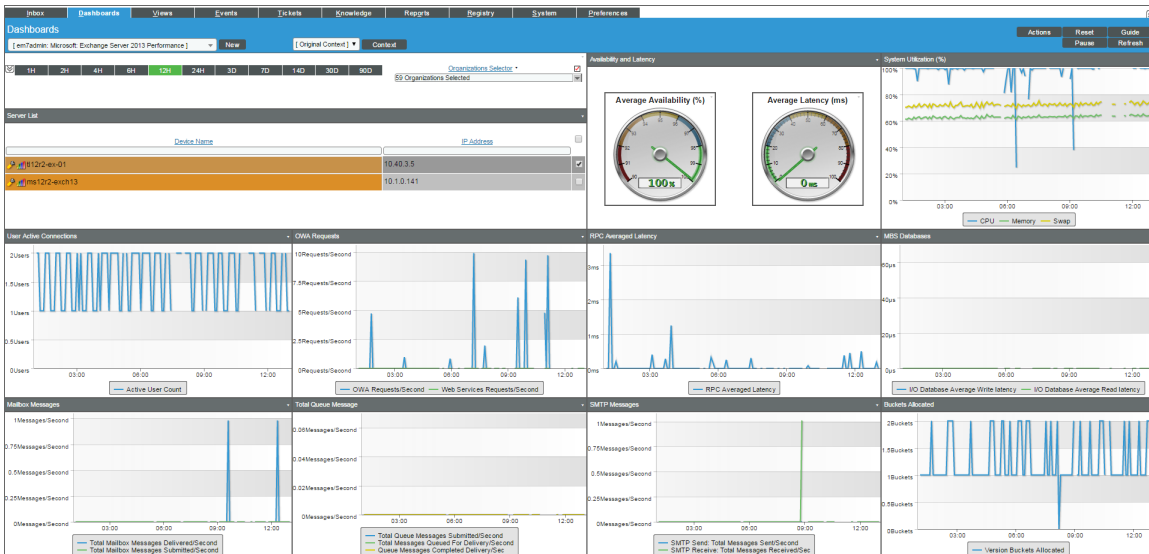 Inbox Dashboards Views Events Tickets Knowledge Reports Registry System Preferences
Dashboards
Actions Reset Guide
[ em7admin: Microsoft: Exchange Server 2013 Performance ] New [ Original Context ] Context
Pause Refresh
1H 2H 4H 6H 12H 24H 3D 7D 14D 30D 90D
Organizations Selector
59 Organizations Selected
Server List
Device Name IP Address
10.40.3.5
ms12r2-exch13 10.1.0.141
Availability and Latency
Average Availability (%)
100%
Average Latency (ms)
0 ms
System Utilization (%)
100%
80%
60%
40%
20%
0%
03:00 06:00 09:00 12:00
CPU Memory Swap
User Active Connections
2Users
1.5Users
1Users
0.5Users
0Users
03:00 06:00 09:00 12:00
Active User Count
OWA Requests
10Requests/Second
7.5Requests/Second
5Requests/Second
2.5Requests/Second
0Requests/Second
03:00 06:00 09:00 12:00
OWA Requests/Second Web Services Requests/Second
RPC Averaged Latency
3ms
2ms
1ms
0ms
03:00 06:00 09:00 12:00
RPC Averaged Latency
MBS Databases
60µs
40µs
20µs
0µs
03:00 06:00 09:00 12:00
I/O Database Average Write latency I/O Database Average Read latency
Mailbox Messages
1Messages/Second
0.75Messages/Second
0.5Messages/Second
0.25Messages/Second
0Messages/Second
03:00 06:00 09:00 12:00
Total Mailbox Messages Delivered/Second
Total Mailbox Messages Submitted/Second
Total Queue Message
0.06Messages/Second
0.04Messages/Second
0.02Messages/Second
0Messages/Second
03:00 06:00 09:00 12:00
Total Queue Messages Submitted/Second
Total Messages Queued For Delivery/Second
Queue Messages Completed Delivery/Sec
SMTP Messages
1Messages/Second
0.75Messages/Second
0.5Messages/Second
0.25Messages/Second
0Messages/Second
03:00 06:00 09:00 12:00
SMTP Send: Total Messages Sent/Second
SMTP Receive: Total Messages Received/Sec
Buckets Allocated
2Buckets
1.5Buckets
1Buckets
0.5Buckets
0Buckets
03:00 06:00 09:00 12:00
Version Buckets Allocated